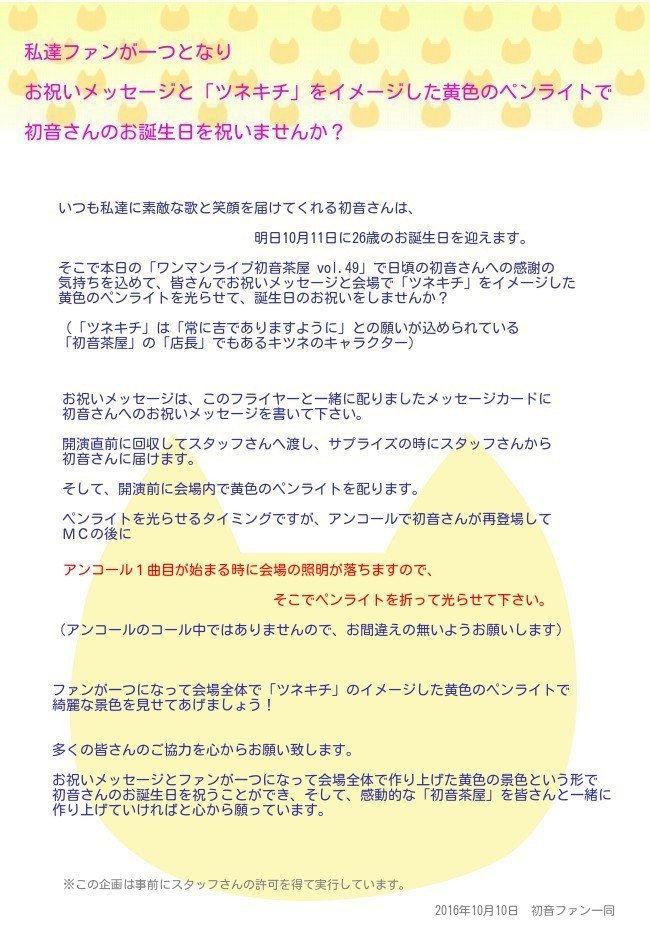 私達ファンが一つとなり
お祝いメッセージと「ツネキチ」をイメージした黄色のペンライトで
初音さんのお誕生日を祝いませんか？
いつも私達に素敵な歌と笑顔を届けてくれる初音さんは、
明日10月11日に26歳のお誕生日を迎えます。
そこで本日の「ワンマンライブ初音茶屋 vol.49」で日頃の初音さんへの感謝の
気持ちを込めて、皆さんでお祝いメッセージと会場で「ツネキチ」をイメージした
黄色のペンライトを光らせて、誕生日のお祝いをしませんか？
（「ツネキチ」は「常に吉でありますように」との願いが込められている
「初音茶屋」の「店長」でもあるキツネのキャラクター）
お祝いメッセージは、このフライヤーと一緒に配りましたメッセージカードに
初音さんへのお祝いメッセージを書いて下さい。
開演直前に回収してスタッフさんへ渡し、サプライズの時にスタッフさんから
初音さんに届けます。
そして、開演前に会場内で黄色のペンライトを配ります。
ペンライトを光らせるタイミングですが、アンコールで初音さんが再登場して
ＭＣの後に
アンコール１曲目が始まる時に会場の照明が落ちますので、
そこでペンライトを折って光らせて下さい。
（アンコールのコール中ではありませんので、お間違えの無いようお願いします）
ファンが一つになって会場全体で「ツネキチ」のイメージした黄色のペンライトで
綺麗な景色を見せてあげましょう！
多くの皆さんのご協力を心からお願い致します。
お祝いメッセージとファンが一つになって会場全体で作り上げた黄色の景色という形で
初音さんのお誕生日を祝うことができ、そして、感動的な「初音茶屋」を皆さんと一緒に
作り上げていければと心から願っています。
※この企画は事前にスタッフさんの許可を得て実行しています。
2016年10月10日　初音ファン一同